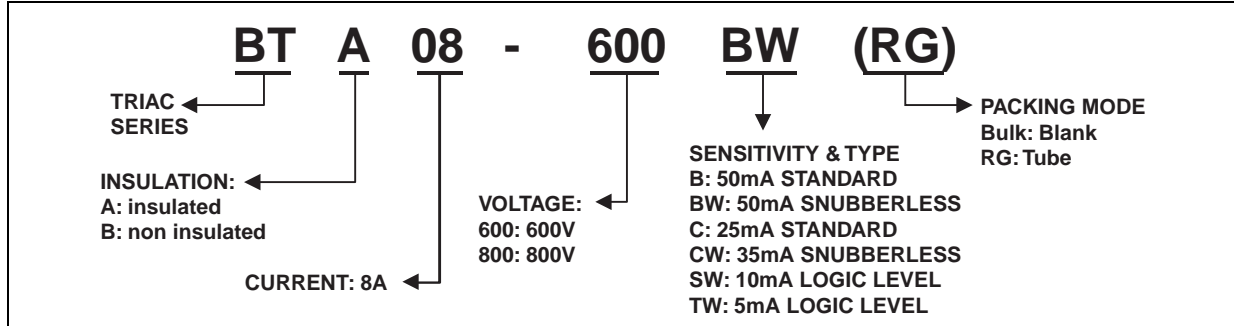 BT A 08 - 600 BW (RG)
TRIAC
SERIES
INSULATION:
A: insulated
B: non insulated
CURRENT: 8A
VOLTAGE:
600: 600V
800: 800V
SENSITIVITY & TYPE
B: 50mA STANDARD
BW: 50mA SNUBBERLESS
C: 25mA STANDARD
CW: 35mA SNUBBERLESS
SW: 10mA LOGIC LEVEL
TW: 5mA LOGIC LEVEL
PACKING MODE
Bulk: Blank
RG: Tube